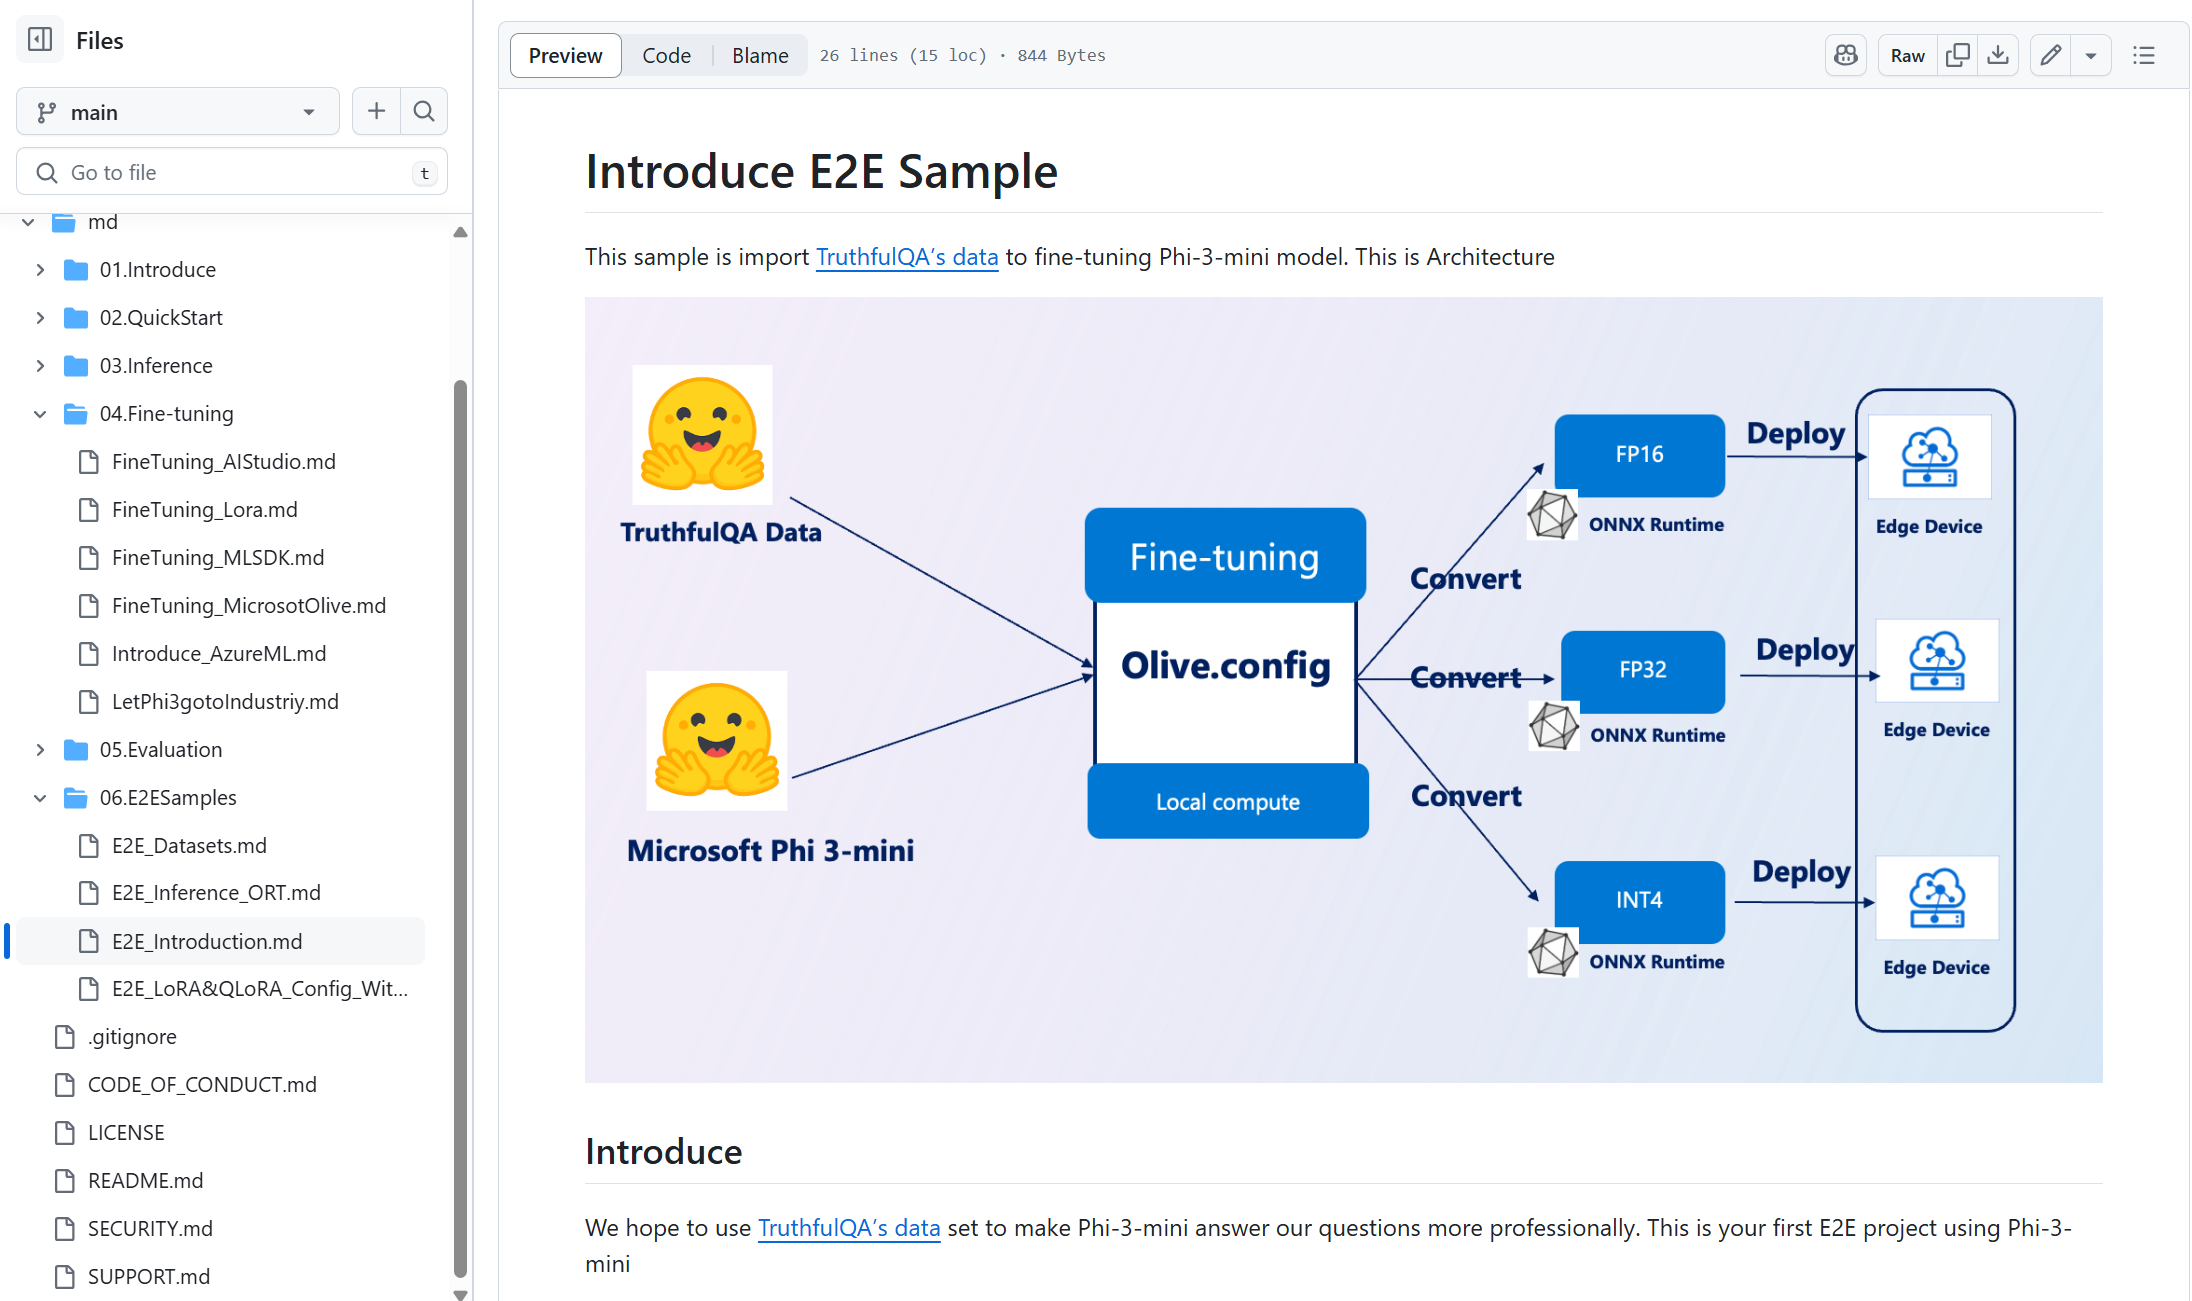 Files
main
Go to file
t
md
01.Introduce
02.QuickStart
03.Inference
04.Fine-tuning
FineTuning_AIStudio.md
FineTuning_Lora.md
FineTuning_MLSDK.md
FineTuning_MicrosotOlive.md
Introduce_AzureML.md
LetPhi3gotoIndustriy.md
05.Evaluation
06.E2ESamples
E2E_Datasets.md
E2E_Inference_ORT.md
E2E_Introduction.md
E2E_LoRA&QLoRA_Config_Wit...
.gitignore
CODE_OF_CONDUCT.md
LICENSE
README.md
SECURITY.md
SUPPORT.md
Preview Code Blame 26 lines (15 loc) · 844 Bytes Raw
Introduce E2E Sample
This sample is import TruthfulQA’s data to fine-tuning Phi-3-mini model. This is Architecture
TruthfulQA Data
Microsoft Phi 3-mini
Fine-tuning
Olive.config
Local compute
Convert
Convert
Convert
FP16
ONNX Runtime
Deploy
Edge Device
FP32
ONNX Runtime
Deploy
Edge Device
INT4
ONNX Runtime
Deploy
Edge Device
Introduce
We hope to use TruthfulQA’s data set to make Phi-3-mini answer our questions more professionally. This is your first E2E project using Phi-3-
mini